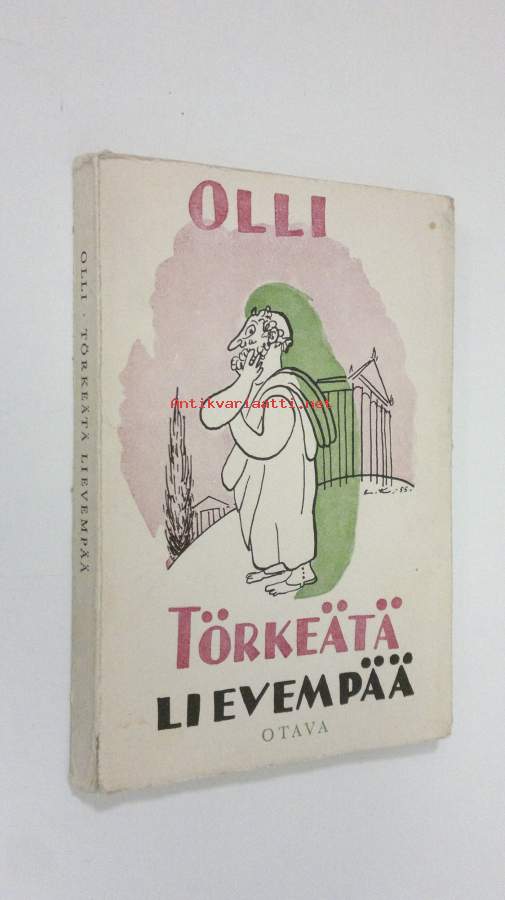 OLLI
OLLI · TÖRKEÄTÄ LIEVEMPÄÄ
Antikvariaatti.net
TÖRKEÄTÄ
LIEVEMPÄÄ
OTAVA